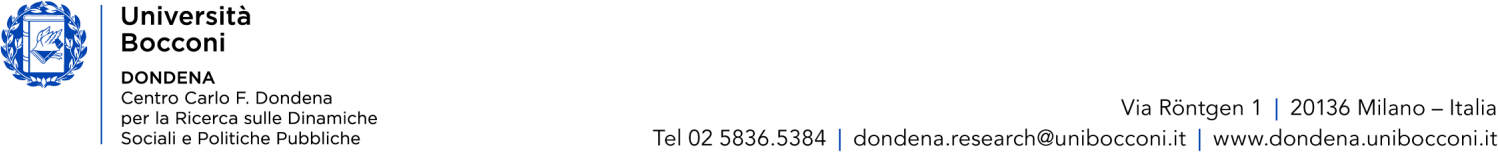 Università
Bocconi
DONDENA
Centro Carlo F. Dondena
per la Ricerca sulle Dinamiche
Sociali e Politiche Pubbliche
Via Röntgen 1 | 20136 Milano – Italia
Tel 02 5836.5384 | dondena.research@unibocconi.it | www.dondena.unibocconi.it